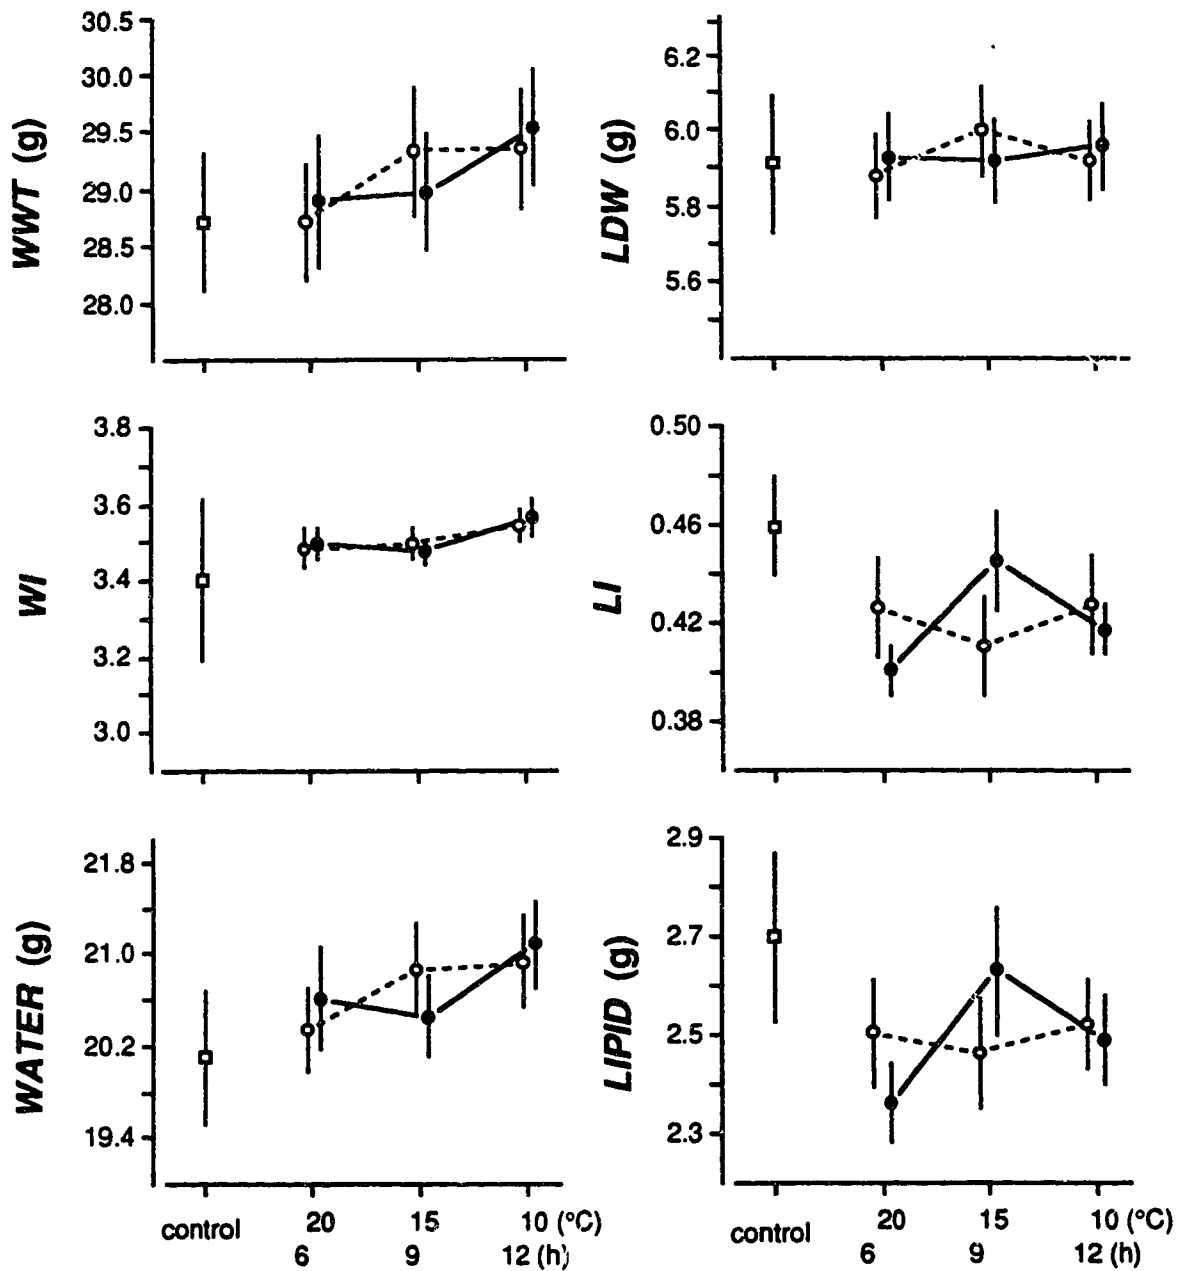 WWT (g)
30.5
30.0
29.5
29.0
28.5
28.0
LDW (g)
6.2
6.0
5.8
5.6
WI
3.8
3.6
3.4
3.2
3.0
LI
0.50
0.46
0.42
0.38
WATER (g)
21.8
21.0
20.2
19.4
LIPID (g)
2.9
2.7
2.5
2.3
control 20 15 10 (°C)
6 9 12 (h)
control 20 15 10 (°C)
6 9 12 (h)